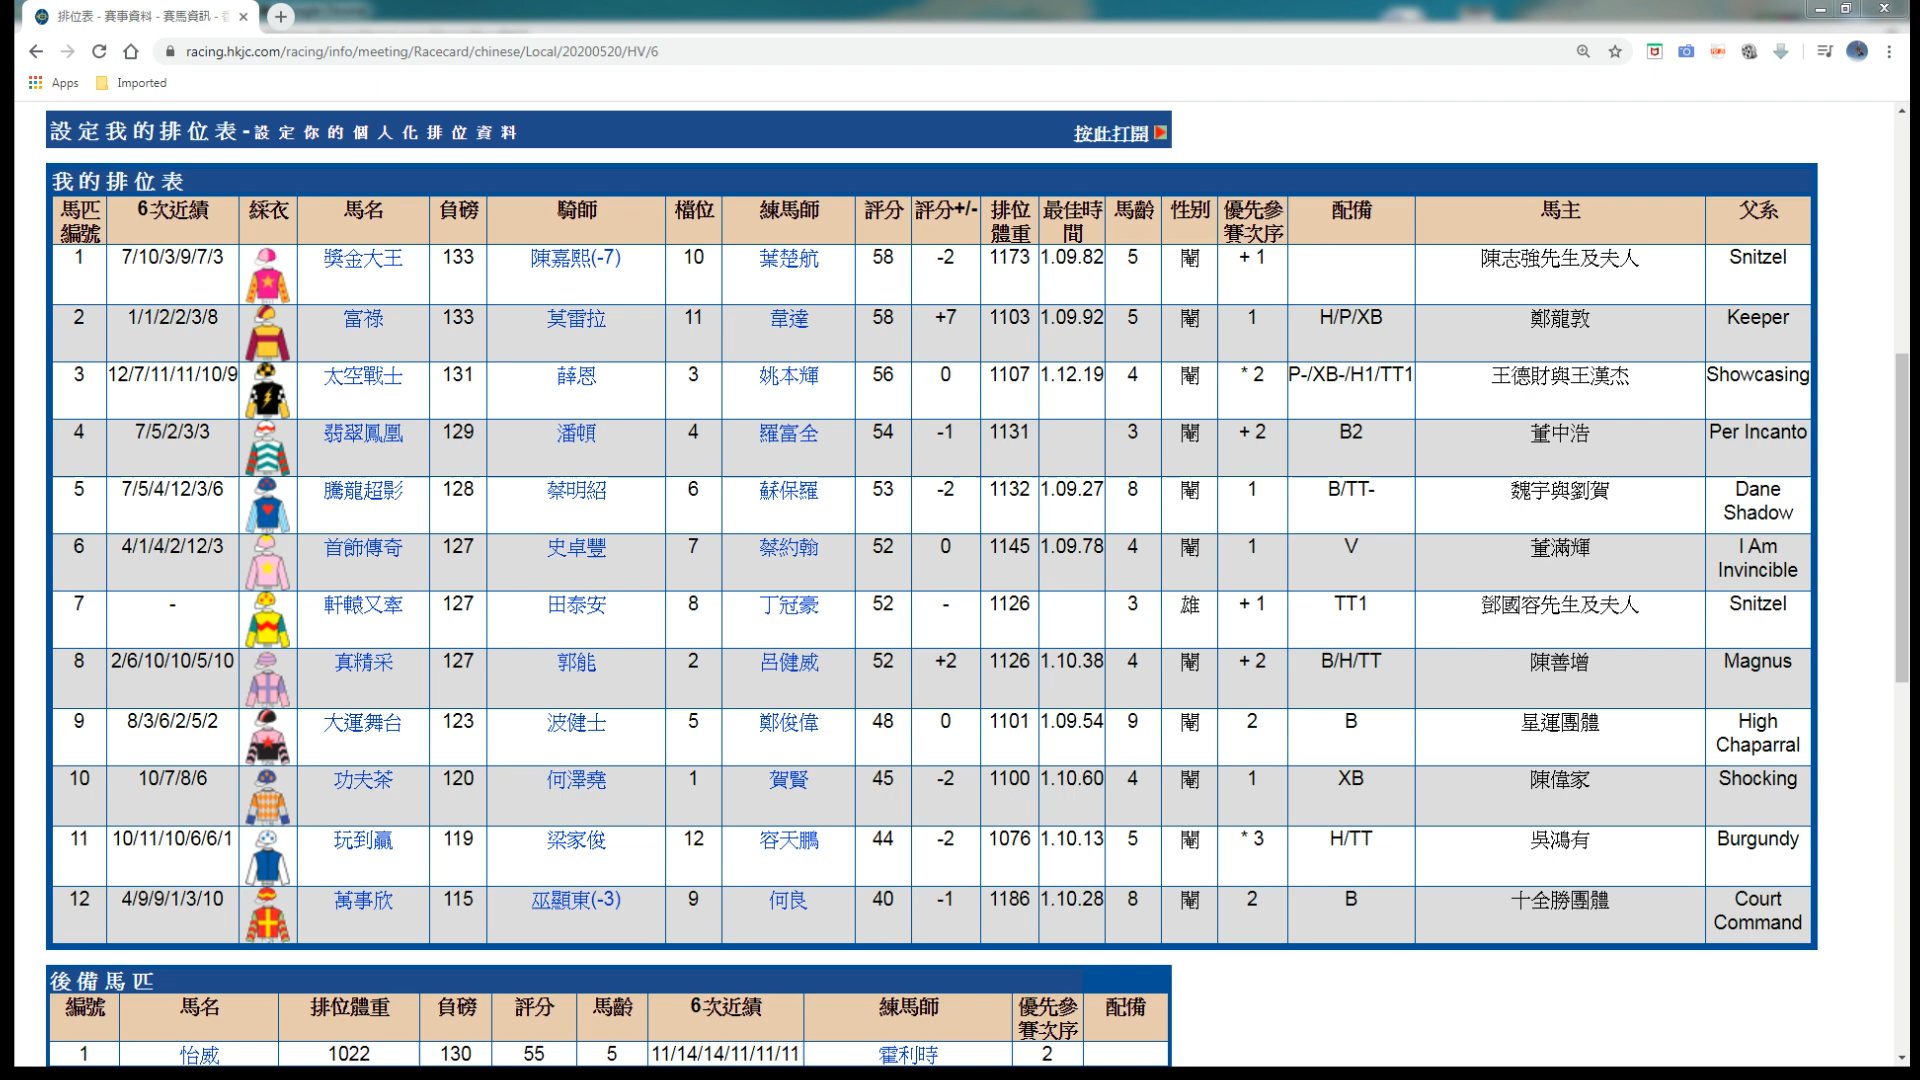 排位表 - 賽事資料 - 賽馬資訊 -
racing.hkjc.com/racing/info/meeting/Racecard/chinese/Local/20200520/HV/6
Apps Imported
設定我的排位表-設定你的個人化排位資料 按此打開
我的排位表
馬匹編號 6次近績 綵衣 馬名 負磅 騎師 檔位 練馬師 評分 評分+/- 排位體重 最佳時間 馬齡 性別 優先參賽次序 配備 馬主 父系
1 7/10/3/9/7/3 獎金大王 133 陳嘉熙(-7) 10 葉楚航 58 -2 1173 1.09.82 5 閹 + 1 陳志強先生及夫人 Snitzel
2 1/1/2/2/3/8 富祿 133 莫雷拉 11 韋達 58 +7 1103 1.09.92 5 閹 1 H/P/XB 鄭龍敦 Keeper
3 12/7/11/11/10/9 太空戰士 131 薛恩 3 姚本輝 56 0 1107 1.12.19 4 閹 * 2 P-/XB-/H1/TT1 王德財與王漢杰 Showcasing
4 7/5/2/3/3 翡翠鳳凰 129 潘頓 4 羅富全 54 -1 1131 3 閹 + 2 B2 董中浩 Per Incanto
5 7/5/4/12/3/6 騰龍超影 128 蔡明紹 6 蘇保羅 53 -2 1132 1.09.27 8 閹 1 B/TT- 魏宇與劉賀 Dane Shadow
6 4/1/4/2/12/3 首飾傳奇 127 史卓豐 7 蔡約翰 52 0 1145 1.09.78 4 閹 1 V 董滿輝 I Am Invincible
7 - 軒轅又牽 127 田泰安 8 丁冠豪 52 - 1126 3 雄 + 1 TT1 鄧國容先生及夫人 Snitzel
8 2/6/10/10/5/10 真精采 127 郭能 2 呂健威 52 +2 1126 1.10.38 4 閹 + 2 B/H/TT 陳善增 Magnus
9 8/3/6/2/5/2 大運舞台 123 波健士 5 鄭俊偉 48 0 1101 1.09.54 9 閹 2 B 星運團體 High Chaparral
10 10/7/8/6 功夫茶 120 何澤堯 1 賀賢 45 -2 1100 1.10.60 4 閹 1 XB 陳偉家 Shocking
11 10/11/10/6/6/1 玩到贏 119 梁家俊 12 容天鵬 44 -2 1076 1.10.13 5 閹 * 3 H/TT 吳鴻有 Burgundy
12 4/9/9/1/3/10 萬事欣 115 巫顯東(-3) 9 何良 40 -1 1186 1.10.28 8 閹 2 B 十全勝團體 Court Command
後備馬匹
編號 馬名 排位體重 負磅 評分 馬齡 6次近績 練馬師 優先參賽次序 配備
1 怡威 1022 130 55 5 11/14/14/11/11/11 霍利時 2